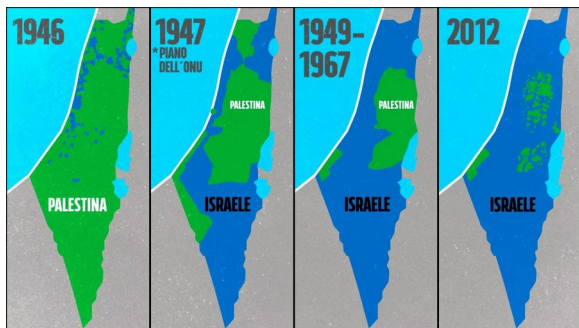 1946
PALESTINA
1947
*PIANO
DELL'ONU
PALESTINA
ISRAELE
1949-
1967
PALESTINA
ISRAELE
2012
ISRAELE